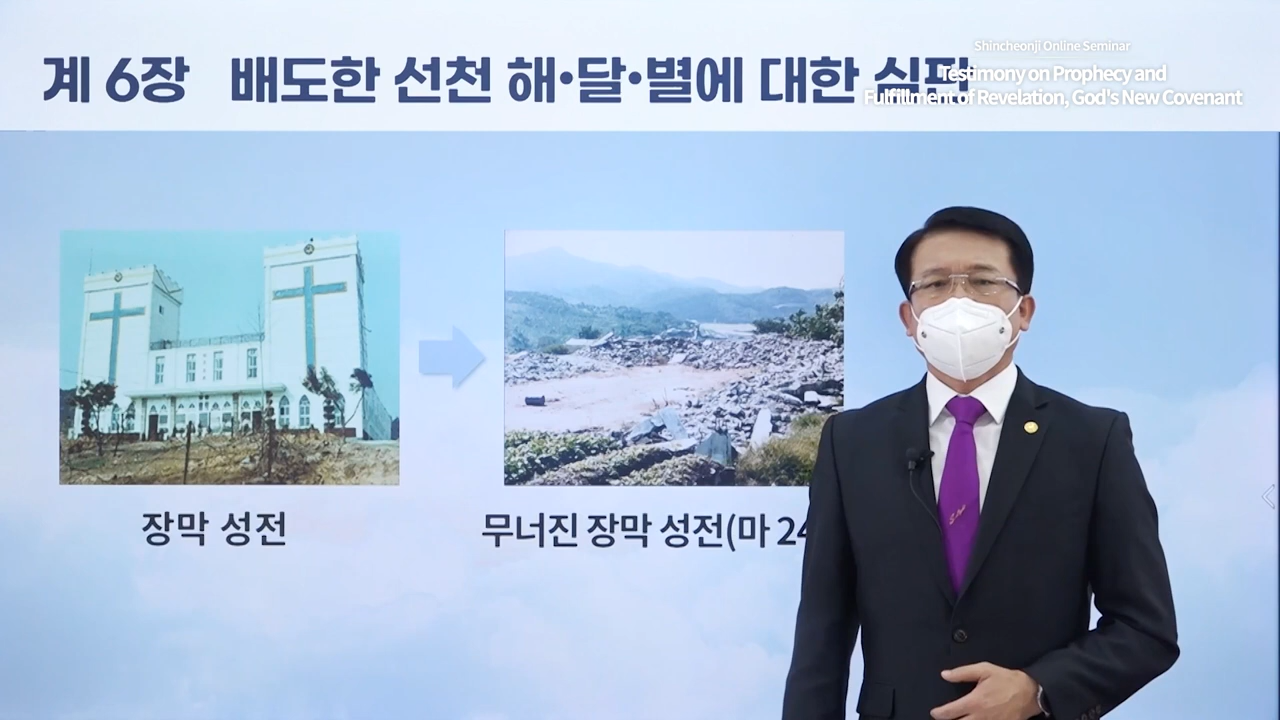 계 6장 배도한 선천 해·달·별에 대한 심판
Shincheonji Online Seminar
Testimony on Prophecy and
Fulfillment of Revelation, God's New Covenant
장막 성전
무너진 장막 성전(마 24